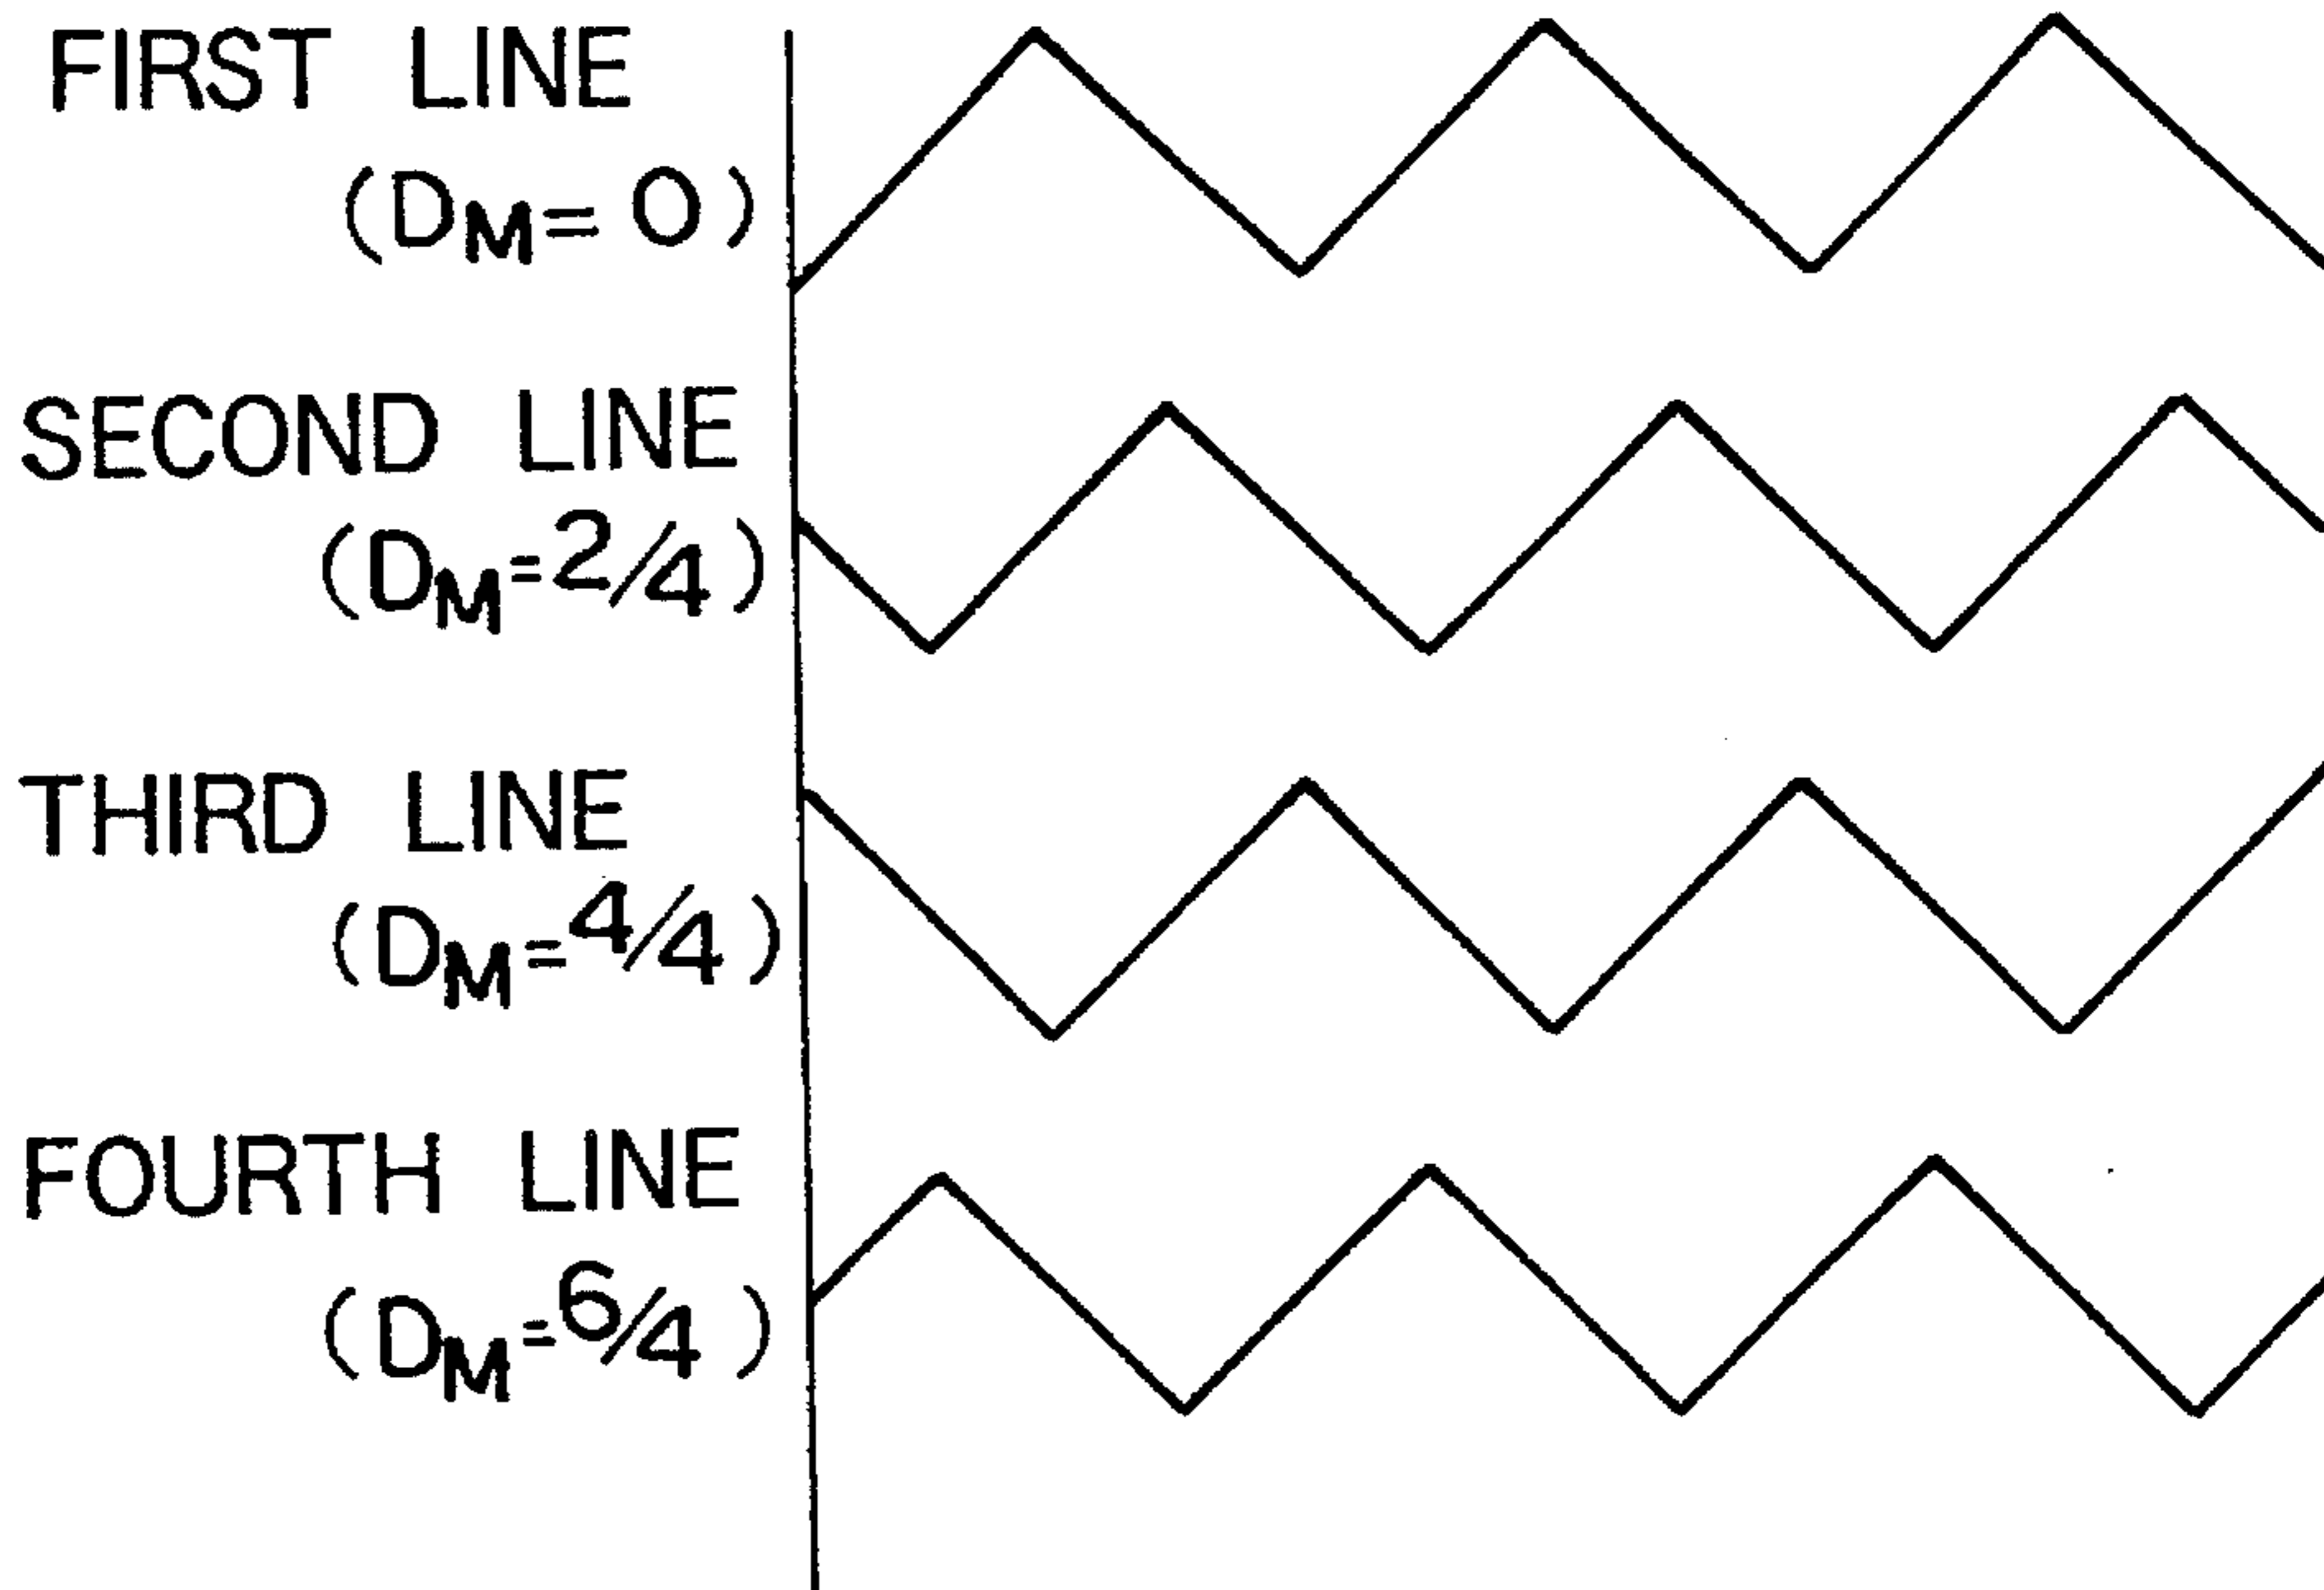 FIRST LINE
(DM= 0)
SECOND LINE
(DM=2/4)
THIRD LINE
(DM=4/4)
FOURTH LINE
(DM=6/4)